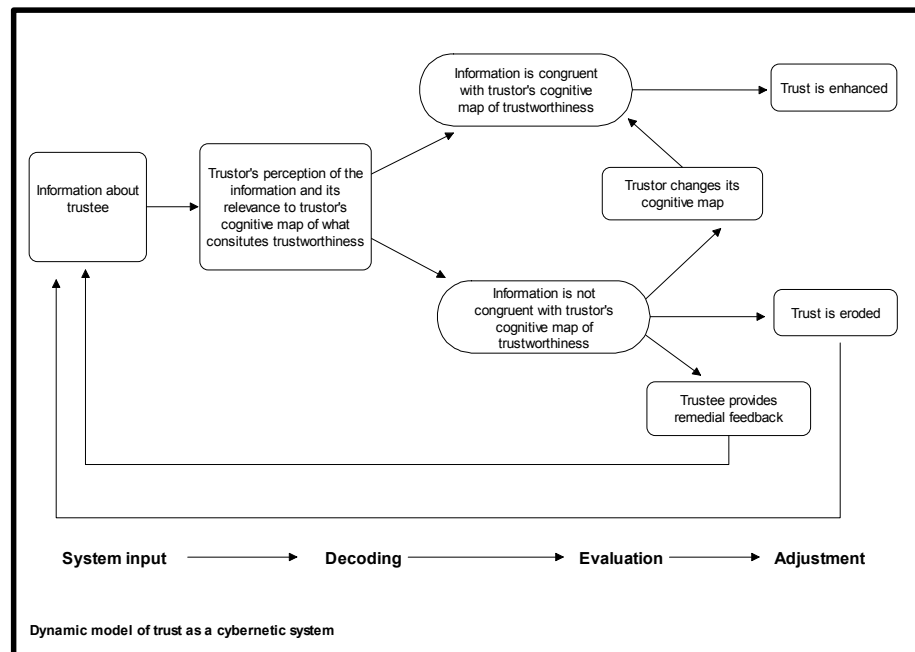 Information is congruent
with trustor's cognitive
map of trustworthiness
Trust is enhanced
Information about
trustee
Trustor's perception of the
information and its
relevance to trustor's
cognitive map of what
consitutes trustworthiness
Trustor changes its
cognitive map
Information is not
congruent with trustor's
cognitive map of
trustworthiness
Trust is eroded
Trustee provides
remedial feedback
System input
Decoding
Evaluation
Adjustment
Dynamic model of trust as a cybernetic system